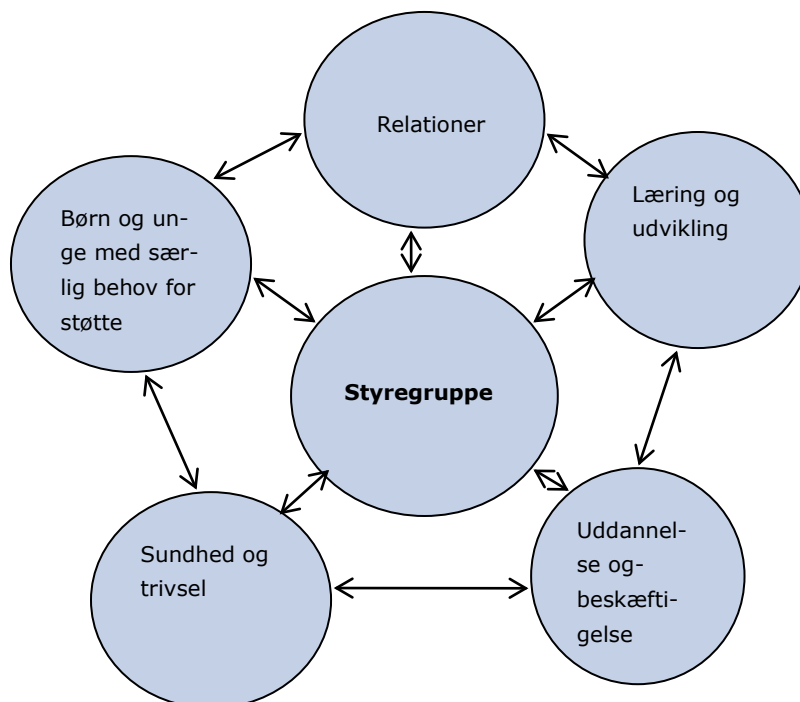 Relationer
Læring og
udvikling
Børn og un-
ge med sær-
lig behov for
støtte
Styregruppe
Sundhed og
trivsel
Uddannel-
se og-
beskæfti-
gelse